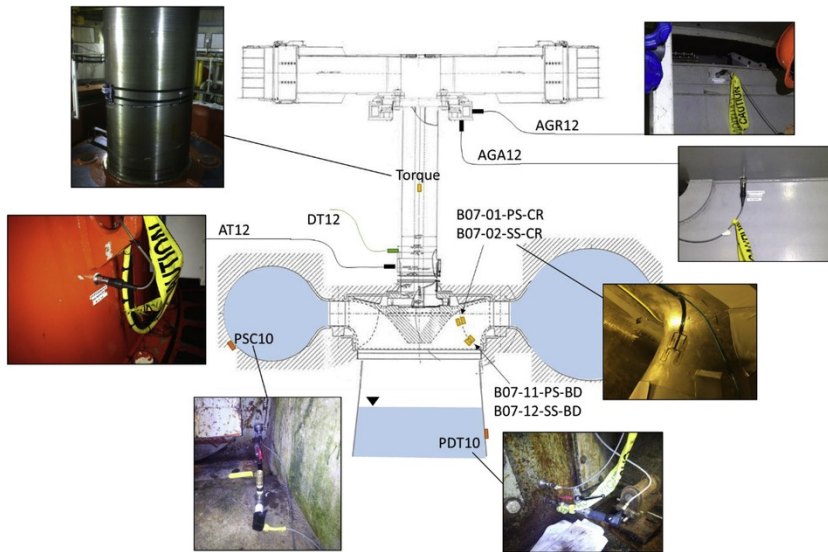 AGR12
AGA12
Torque
DT12
AT12
B07-01-PS-CR
B07-02-SS-CR
PSC10
B07-11-PS-BD
B07-12-SS-BD
PDT10
CAUTION
CAUTION